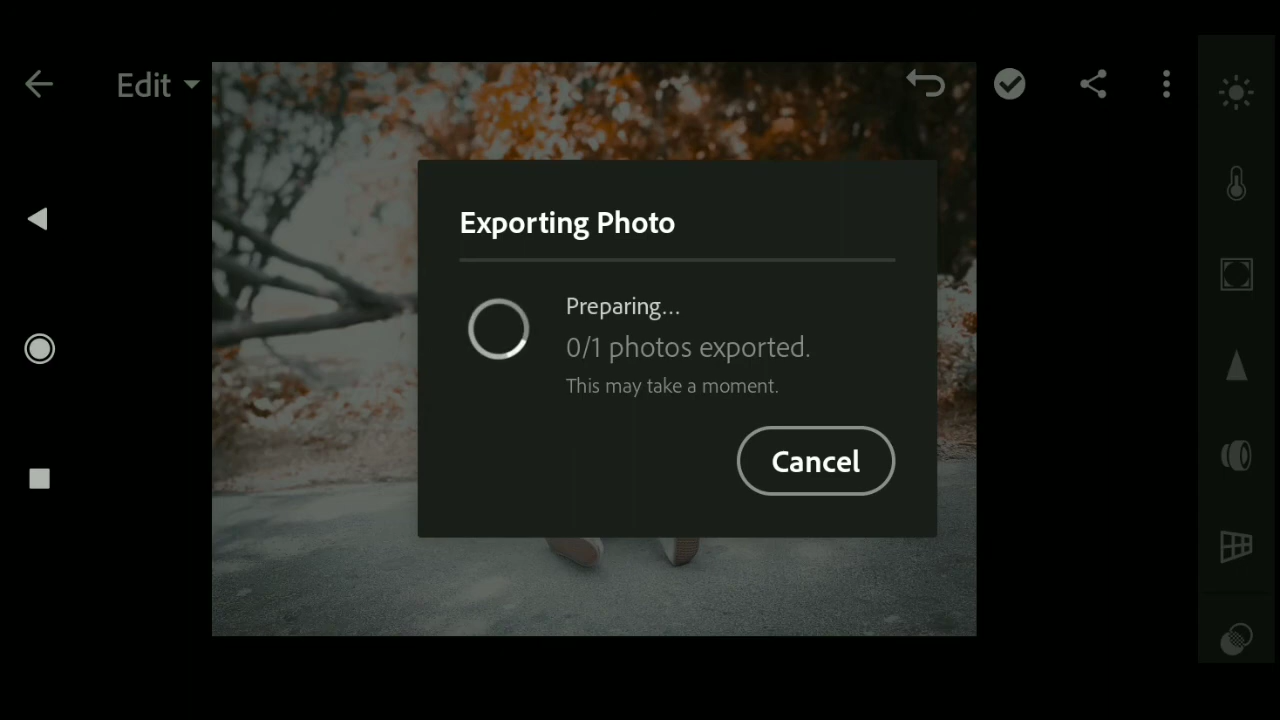 Edit
Exporting Photo
Preparing...
0/1 photos exported.
This may take a moment.
Cancel